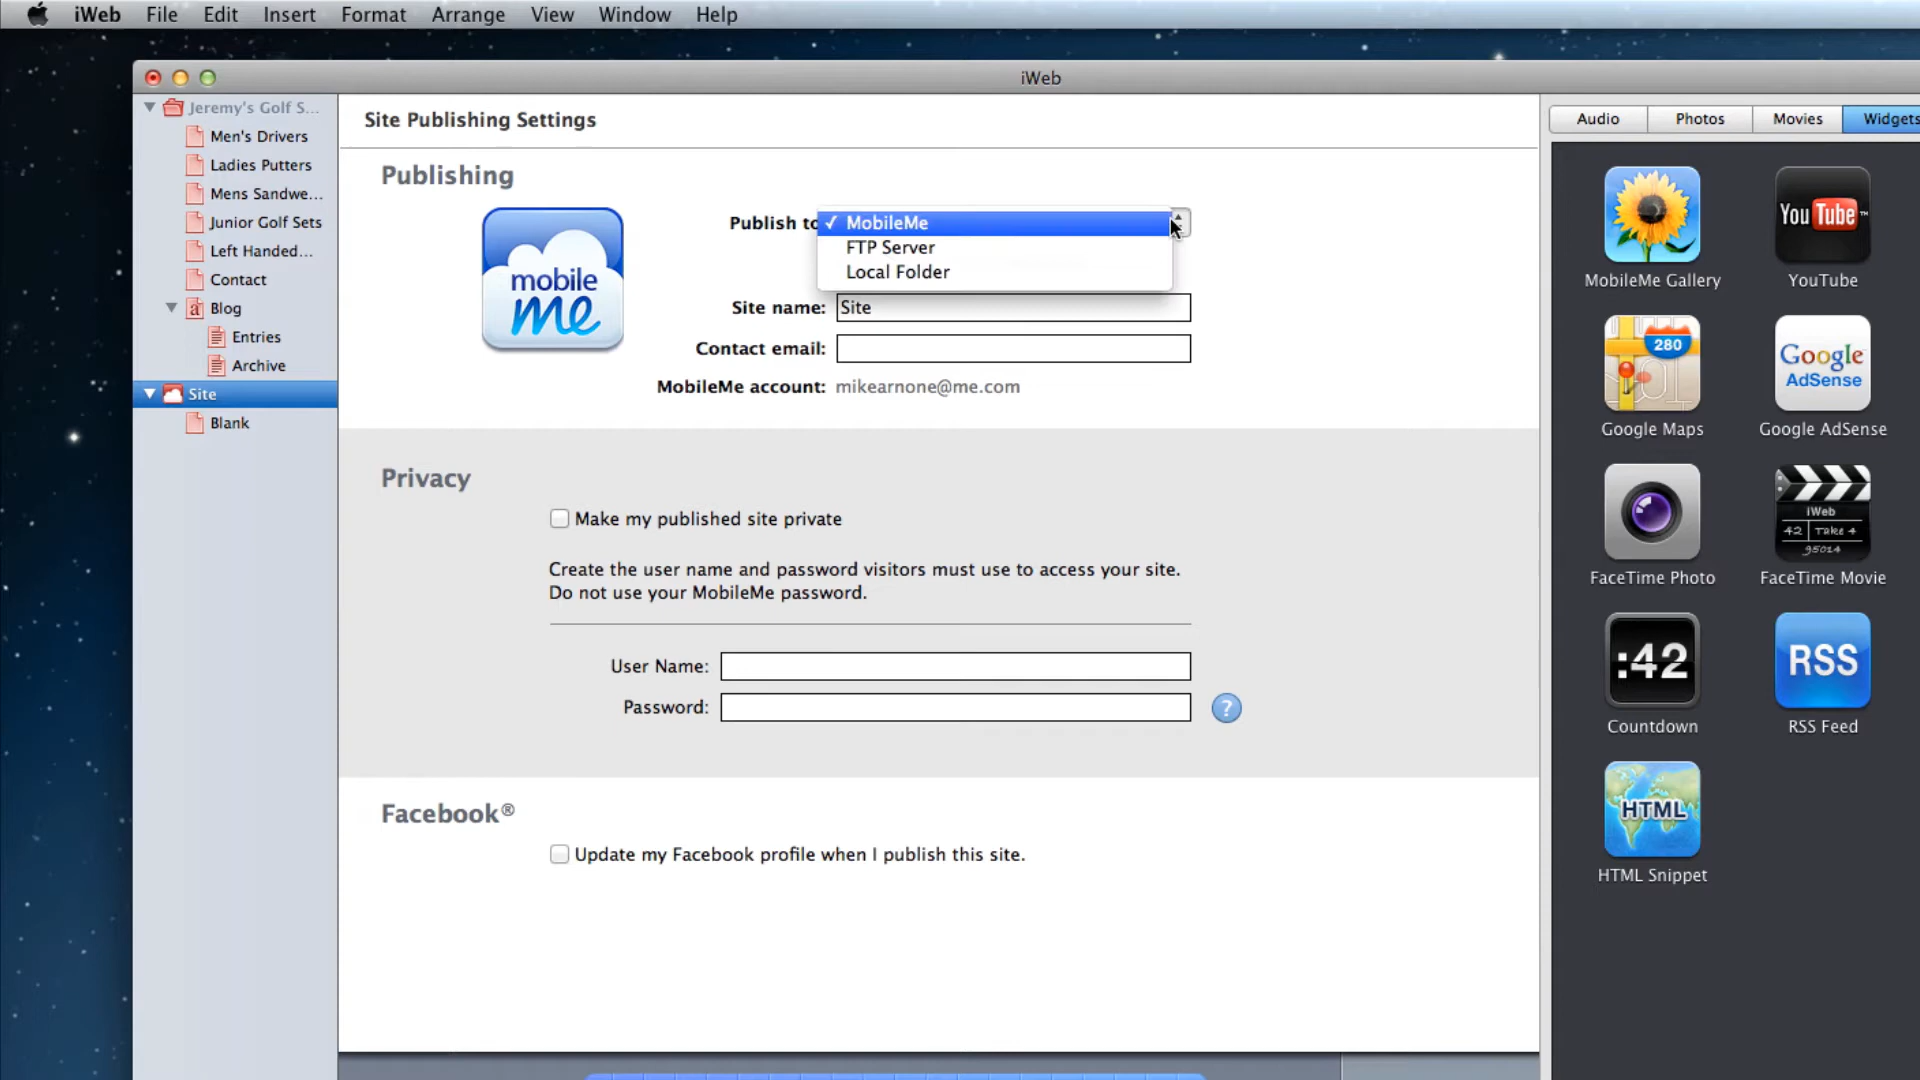 iWeb File Edit Insert Format Arrange View Window Help
iWeb
Jeremy's Golf S...
Men's Drivers
Ladies Putters
Mens Sandwe...
Junior Golf Sets
Left Handed...
Contact
Blog
Entries
Archive
Site
Blank
Site Publishing Settings
Publishing
mobile
me
Publish to
✓ MobileMe
FTP Server
Local Folder
Site name: Site
Contact email:
MobileMe account: mikearnone@me.com
Privacy
Make my published site private
Create the user name and password visitors must use to access your site.
Do not use your MobileMe password.
User Name:
Password: ?
Facebook®
Update my Facebook profile when I publish this site.
Audio Photos Movies Widgets
You Tube™
MobileMe Gallery YouTube
280
Google
AdSense
Google Maps Google AdSense
iWeb
42 Take 4
95014
FaceTime Photo FaceTime Movie
:42 RSS
Countdown RSS Feed
HTML
HTML Snippet